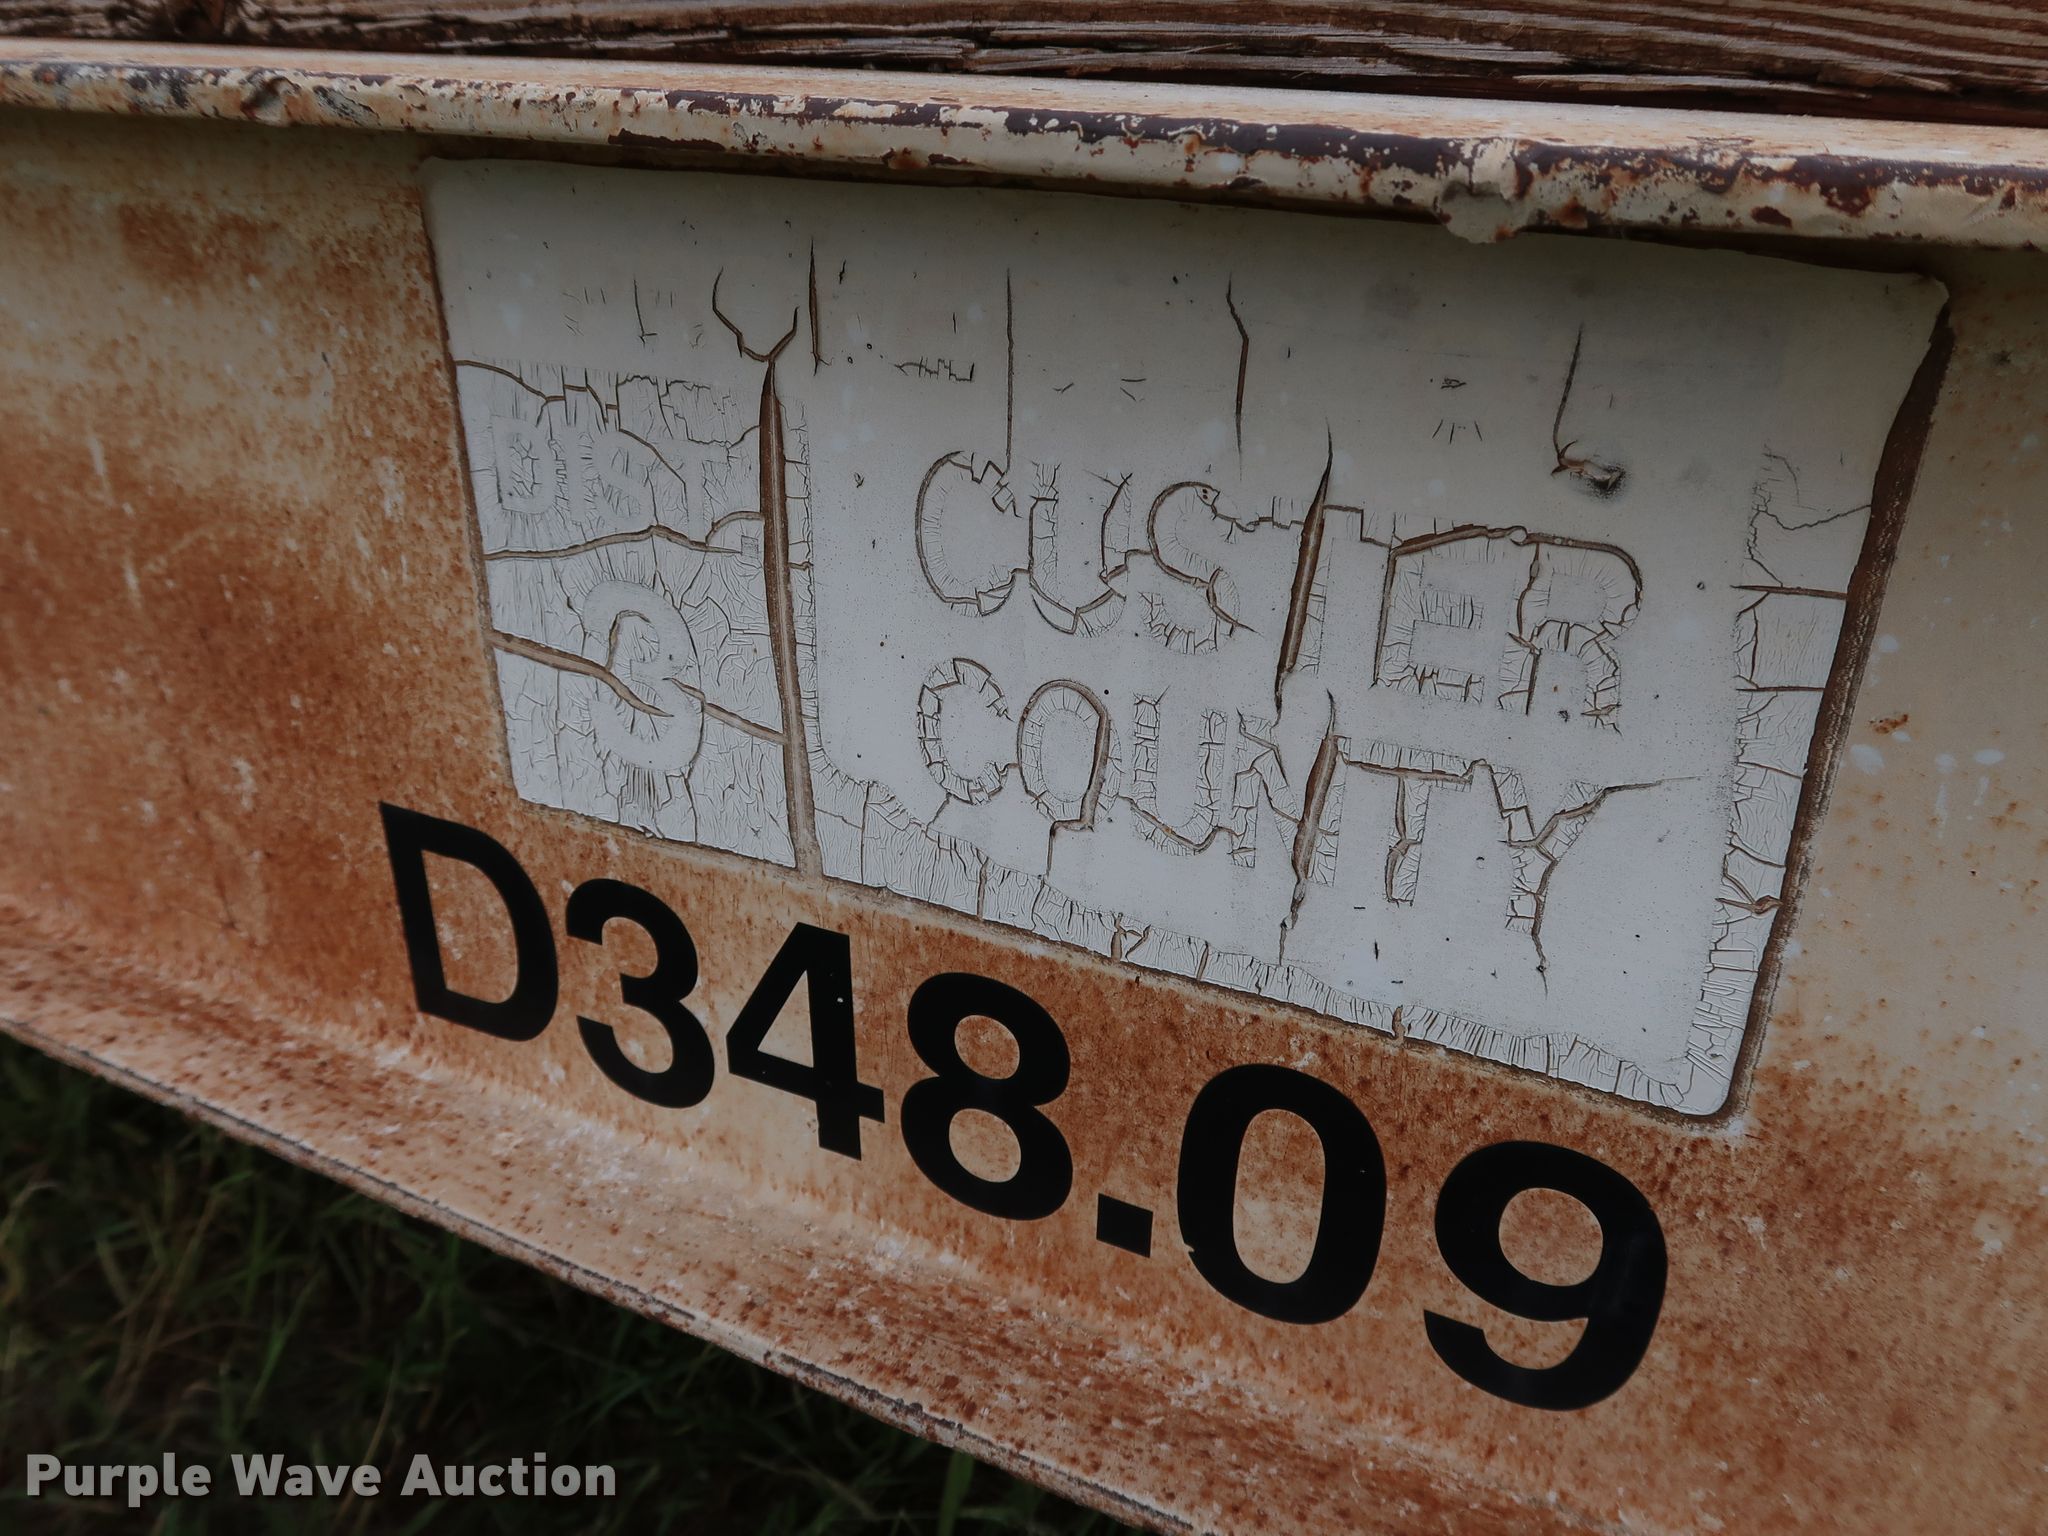 DIST
3
CUSTER
COUNTY
D348.09
Purple Wave Auction